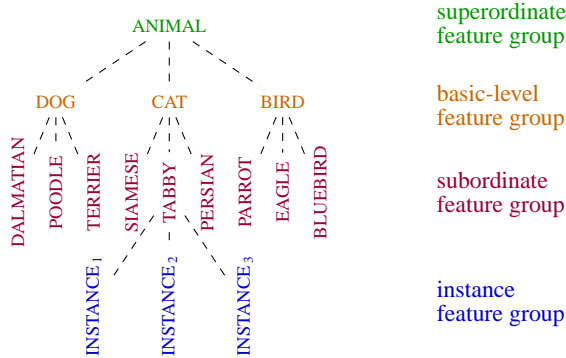 superordinate
feature group
ANIMAL
basic-level
feature group
DOG CAT BIRD
subordinate
feature group
DALMATIAN POODLE TERRIER SIAMESE TABBY PERSIAN PARROT EAGLE BLUEBIRD
instance
feature group
INSTANCE1 INSTANCE2 INSTANCE3